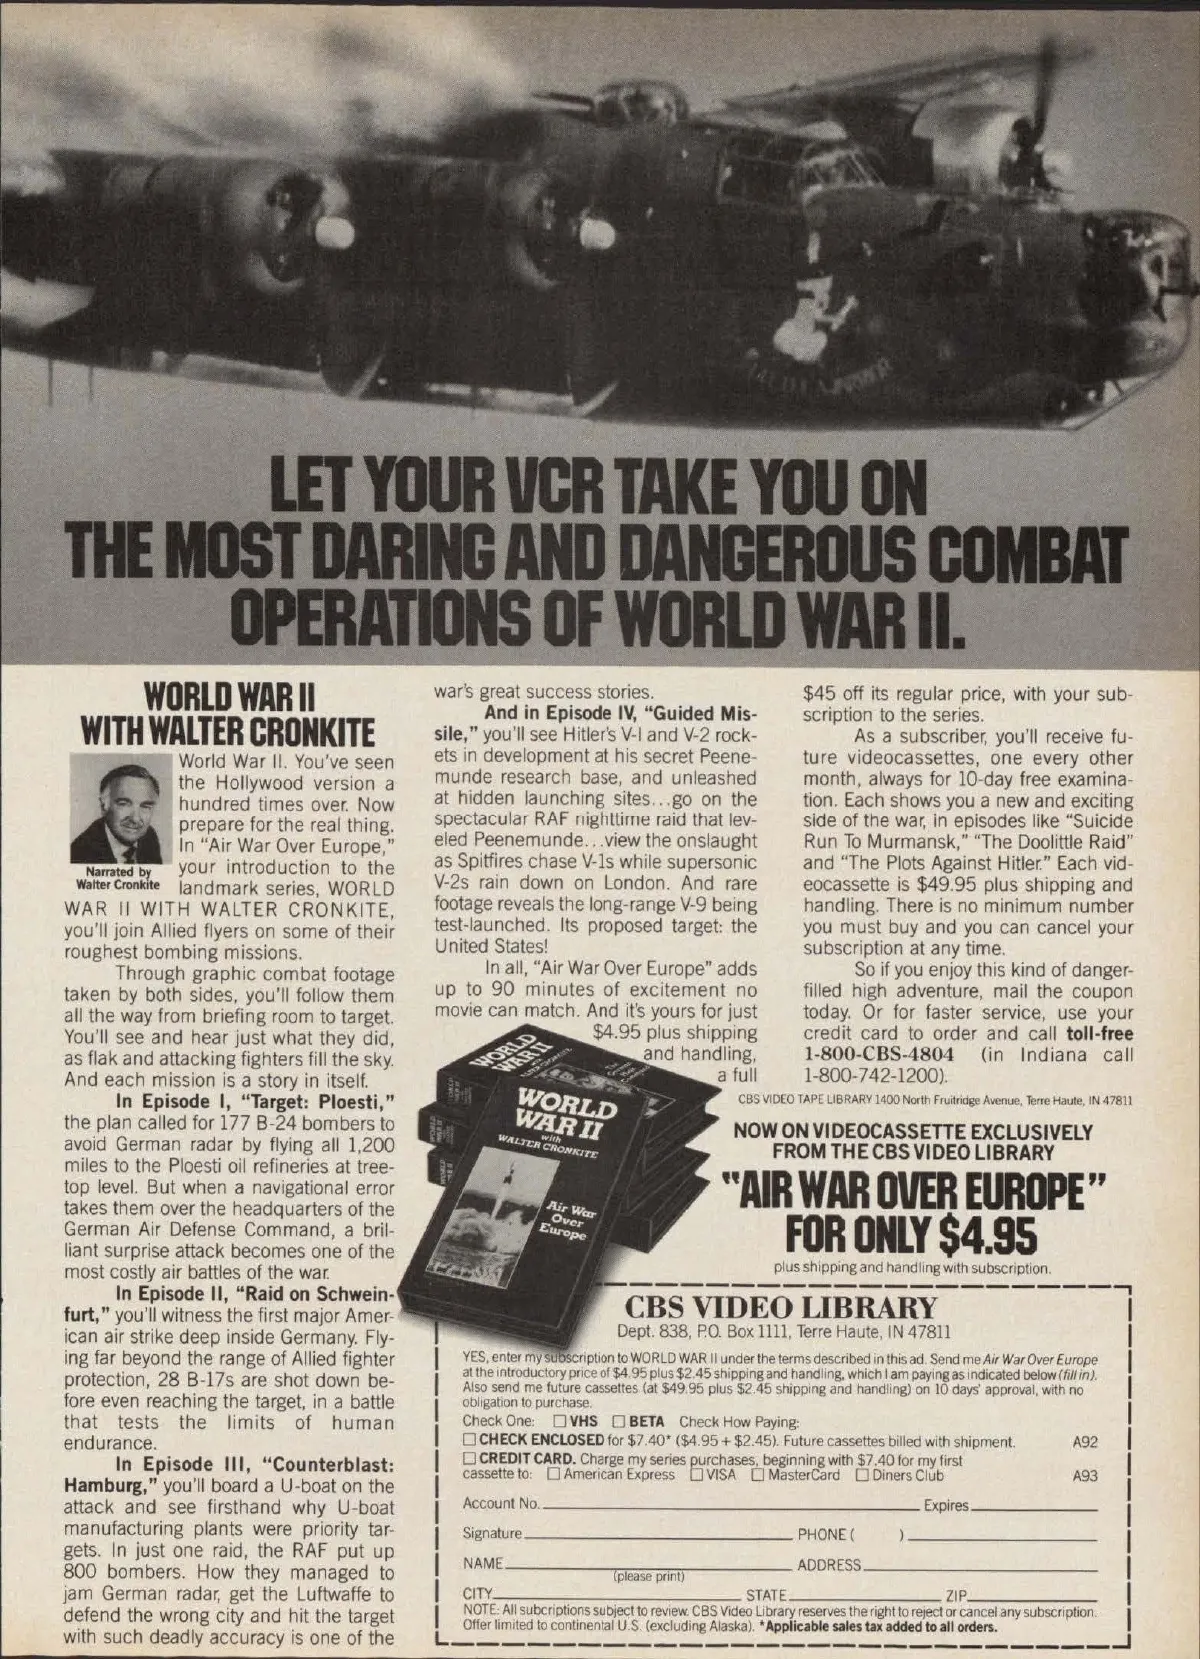 LET YOUR VCR TAKE YOU ON
THE MOST DARING AND DANGEROUS COMBAT
OPERATIONS OF WORLD WAR II.
WORLD WAR II
WITH WALTER CRONKITE
Narrated by
Walter Cronkite
World War II. You've seen
the Hollywood version a
hundred times over. Now
prepare for the real thing.
In “Air War Over Europe,”
your introduction to the
landmark series, WORLD
WAR II WITH WALTER CRONKITE,
you'll join Allied flyers on some of their
roughest bombing missions.
Through graphic combat footage
taken by both sides, you'll follow them
all the way from briefing room to target.
You'll see and hear just what they did,
as flak and attacking fighters fill the sky.
And each mission is a story in itself.
In Episode I, “Target: Ploesti,”
the plan called for 177 B-24 bombers to
avoid German radar by flying all 1,200
miles to the Ploesti oil refineries at tree-
top level. But when a navigational error
takes them over the headquarters of the
German Air Defense Command, a bril-
liant surprise attack becomes one of the
most costly air battles of the war.
In Episode II, “Raid on Schwein-
furt,” you'll witness the first major Amer-
ican air strike deep inside Germany. Fly-
ing far beyond the range of Allied fighter
protection, 28 B-17s are shot down be-
fore even reaching the target, in a battle
that tests the limits of human
endurance.
In Episode III, “Counterblast:
Hamburg,” you'll board a U-boat on the
attack and see firsthand why U-boat
manufacturing plants were priority tar-
gets. In just one raid, the RAF put up
800 bombers. How they managed to
jam German radar, get the Luftwaffe to
defend the wrong city and hit the target
with such deadly accuracy is one of the
war's great success stories.
And in Episode IV, “Guided Mis-
sile,” you'll see Hitler's V-1 and V-2 rock-
ets in development at his secret Peene-
munde research base, and unleashed
at hidden launching sites...go on the
spectacular RAF nighttime raid that lev-
eled Peenemunde...view the onslaught
as Spitfires chase V-1s while supersonic
V-2s rain down on London. And rare
footage reveals the long-range V-9 being
test-launched. Its proposed target: the
United States!
In all, “Air War Over Europe” adds
up to 90 minutes of excitement no
movie can match. And it's yours for just
$4.95 plus shipping
and handling,
a full
$45 off its regular price, with your sub-
scription to the series.
As a subscriber, you'll receive fu-
ture videocassettes, one every other
month, always for 10-day free examina-
tion. Each shows you a new and exciting
side of the war, in episodes like “Suicide
Run To Murmansk,” “The Doolittle Raid”
and “The Plots Against Hitler.” Each vid-
eocassette is $49.95 plus shipping and
handling. There is no minimum number
you must buy and you can cancel your
subscription at any time.
So if you enjoy this kind of danger-
filled high adventure, mail the coupon
today. Or for faster service, use your
credit card to order and call toll-free
1-800-CBS-4804 (in Indiana call
1-800-742-1200).
CBS VIDEO TAPE LIBRARY 1400 North Fruitridge Avenue, Terre Haute, IN 47811
WORLD
WAR II
WORLD
WAR II
with
WALTER CRONKITE
Air War
Over
Europe
NOW ON VIDEOCASSETTE EXCLUSIVELY
FROM THE CBS VIDEO LIBRARY
“AIR WAR OVER EUROPE”
FOR ONLY $4.95
plus shipping and handling with subscription.
CBS VIDEO LIBRARY
Dept. 838, P.O. Box 1111, Terre Haute, IN 47811
YES, enter my subscription to WORLD WAR II under the terms described in this ad. Send me Air War Over Europe
at the introductory price of $4.95 plus $2.45 shipping and handling, which I am paying as indicated below (fill in).
Also send me future cassettes (at $49.95 plus $2.45 shipping and handling) on 10 days' approval, with no
obligation to purchase.
Check One: □ VHS □ BETA Check How Paying:
□ CHECK ENCLOSED for $7.40* ($4.95 + $2.45). Future cassettes billed with shipment. A92
□ CREDIT CARD. Charge my series purchases, beginning with $7.40 for my first
cassette to: □ American Express □ VISA □ MasterCard □ Diners Club A93
Account No. Expires
Signature PHONE ( )
NAME ADDRESS
(please print)
CITY STATE ZIP
NOTE: All subcriptions subject to review. CBS Video Library reserves the right to reject or cancel any subscription.
Offer limited to continental U.S. (excluding Alaska). *Applicable sales tax added to all orders.